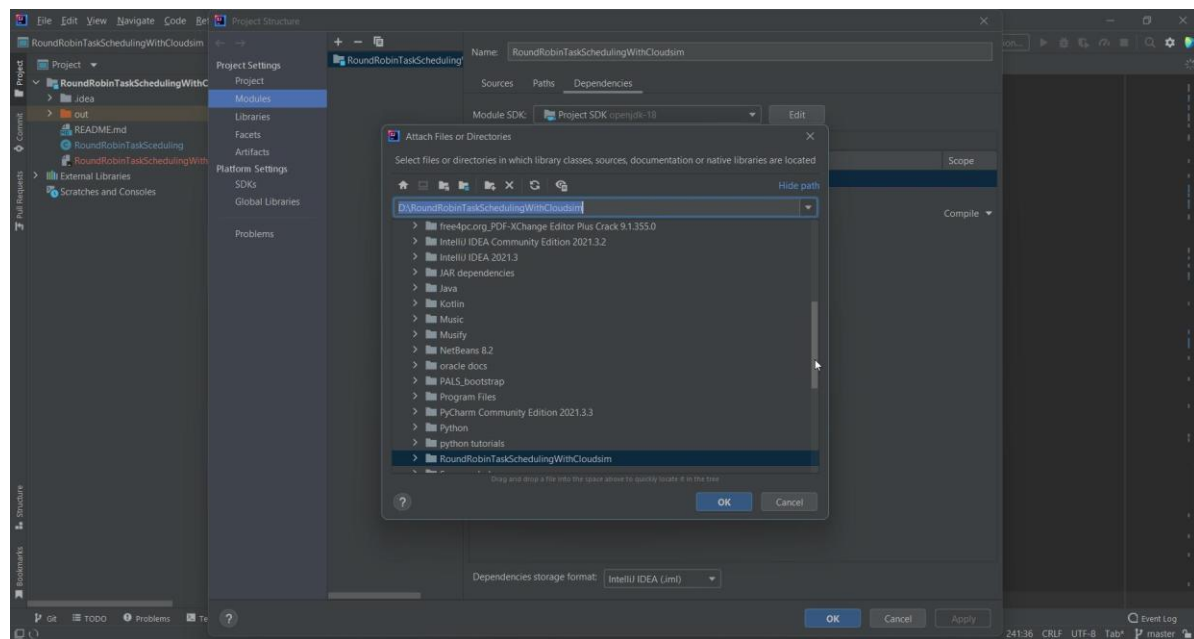 File Edit View Navigate Code Ref
Project Structure
RoundRobinTaskSchedulingWithCloudsim
Project
RoundRobinTaskSchedulingWithC
.idea
out
README.md
RoundRobinTaskSceduling
RoundRobinTaskSchedulingWith
External Libraries
Scratches and Consoles
Project
Commit
Pull Requests
Structure
Bookmarks
Project Settings
Project
Modules
Libraries
Facets
Artifacts
Platform Settings
SDKs
Global Libraries
Problems
RoundRobinTaskScheduling
Name: RoundRobinTaskSchedulingWithCloudsim
Sources Paths Dependencies
Module SDK: Project SDK openjdk-18 Edit
Scope
Compile
Attach Files or Directories
Select files or directories in which library classes, sources, documentation or native libraries are located
Hide path
D:\RoundRobinTaskSchedulingWithCloudsim
free4pc.org_PDF-XChange Editor Plus Crack 9.1.355.0
IntelliJ IDEA Community Edition 2021.3.2
IntelliJ IDEA 2021.3
JAR dependencies
Java
Kotlin
Music
Musify
NetBeans 8.2
oracle docs
PALS_bootstrap
Program Files
PyCharm Community Edition 2021.3.3
Python
python tutorials
RoundRobinTaskSchedulingWithCloudsim
Drag and drop a file into the space above to quickly locate it in the tree
? OK Cancel
Dependencies storage format: IntelliJ IDEA (.iml)
? OK Cancel Apply
Git TODO Problems Te
Event Log
241:36 CRLF UTF-8 Tab* master